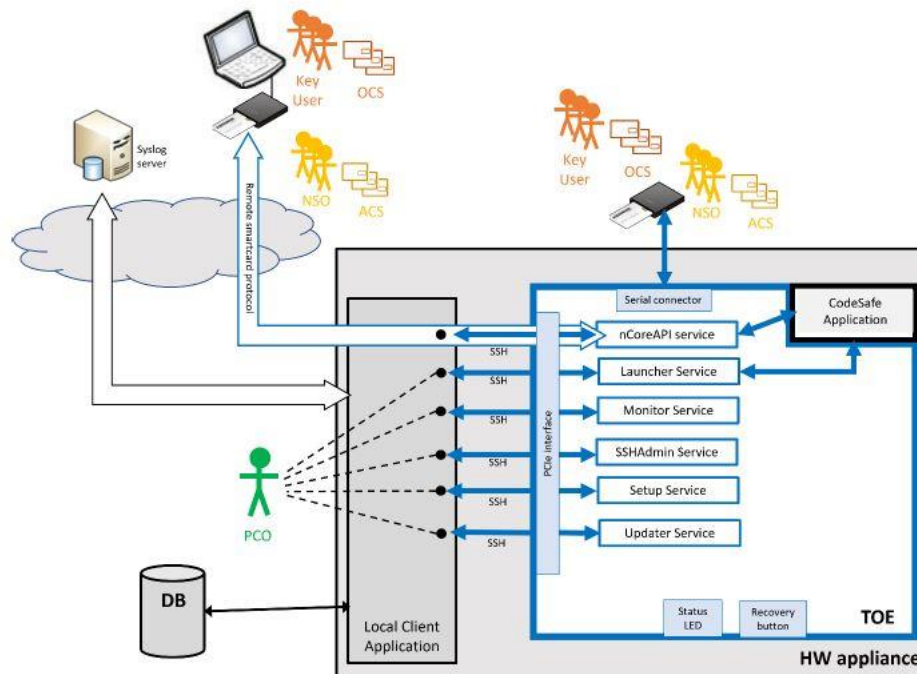 Key
User
OCS
Syslog
server
NSO
ACS
Remote smartcard protocol
Key
User
OCS
NSO
ACS
Serial connector
CodeSafe
Application
nCoreAPI service
SSH
Launcher Service
SSH
Monitor Service
SSH
SSHAdmin Service
SSH
Setup Service
SSH
Updater Service
SSH
PCIe interface
PCO
DB
Local Client
Application
Status
LED
Recovery
button
TOE
HW appliance